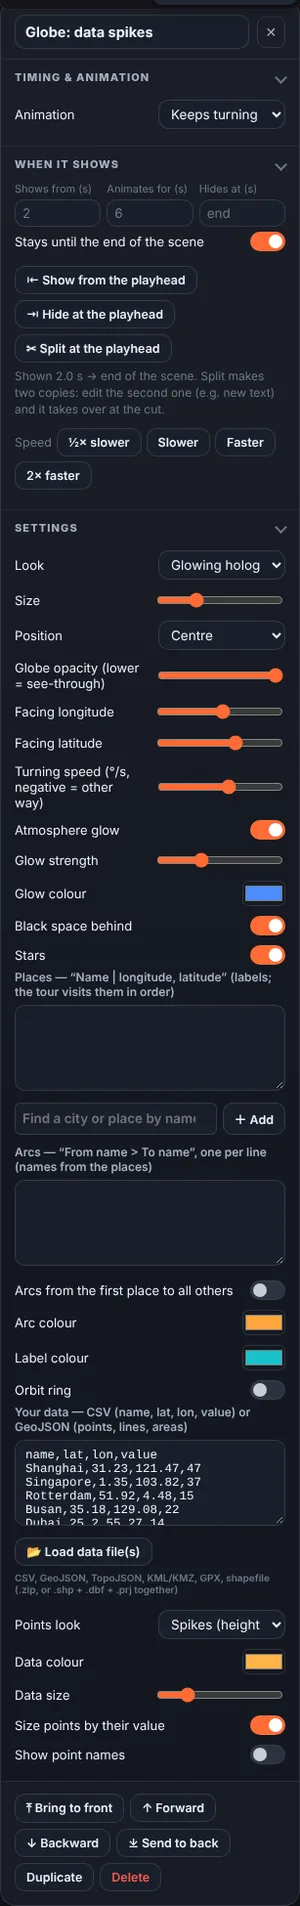 Globe: data spikes
×
TIMING & ANIMATION
Animation
Keeps turning
WHEN IT SHOWS
Shows from (s) Animates for (s) Hides at (s)
2 6 end
Stays until the end of the scene
⇤ Show from the playhead
⇥ Hide at the playhead
✂ Split at the playhead
Shown 2.0 s → end of the scene. Split makes
two copies: edit the second one (e.g. new text)
and it takes over at the cut.
Speed ½× slower Slower Faster
2× faster
SETTINGS
Look Glowing holog
Size
Position Centre
Globe opacity (lower
= see-through)
Facing longitude
Facing latitude
Turning speed (°/s,
negative = other
way)
Atmosphere glow
Glow strength
Glow colour
Black space behind
Stars
Places — “Name | longitude, latitude” (labels;
the tour visits them in order)
Find a city or place by name
+ Add
Arcs — “From name > To name”, one per line
(names from the places)
Arcs from the first place to all others
Arc colour
Label colour
Orbit ring
Your data — CSV (name, lat, lon, value) or
GeoJSON (points, lines, areas)
name,lat,lon,value
Shanghai,31.23,121.47,47
Singapore,1.35,103.82,37
Rotterdam,51.92,4.48,15
Busan,35.18,129.08,22
Dubai,25.2,55.27,14
📂 Load data file(s)
CSV, GeoJSON, TopoJSON, KML/KMZ, GPX, shapefile
(.zip, or .shp + .dbf + .prj together)
Points look Spikes (height
Data colour
Data size
Size points by their value
Show point names
⤒ Bring to front ↑ Forward
↓ Backward ⤓ Send to back
Duplicate Delete